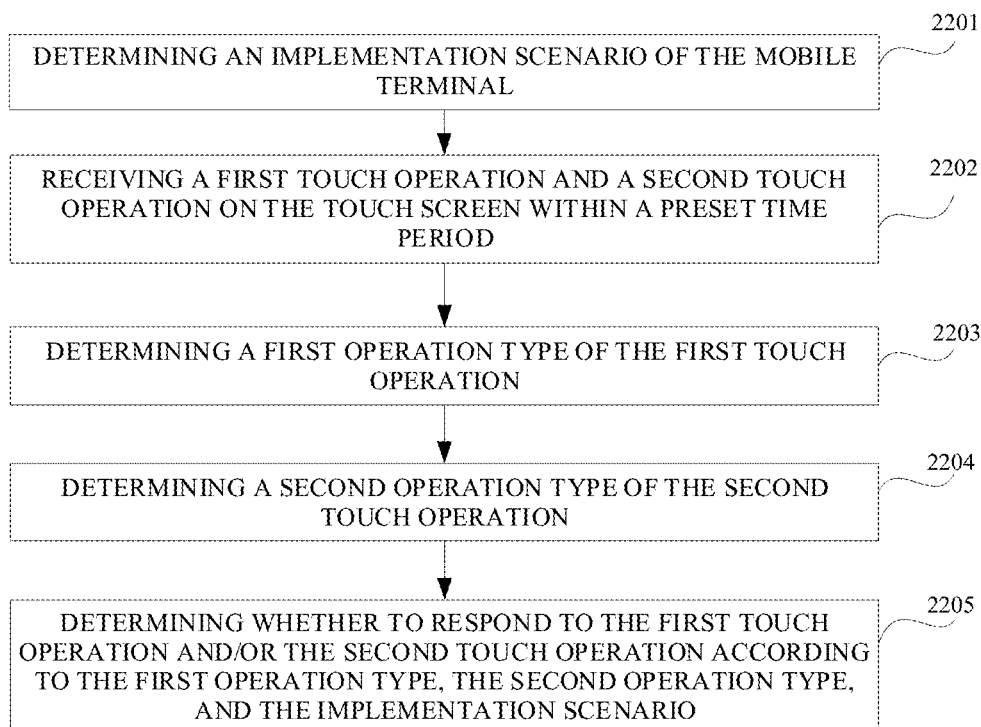 2201
DETERMINING AN IMPLEMENTATION SCENARIO OF THE MOBILE
TERMINAL
2202
RECEIVING A FIRST TOUCH OPERATION AND A SECOND TOUCH
OPERATION ON THE TOUCH SCREEN WITHIN A PRESET TIME
PERIOD
2203
DETERMINING A FIRST OPERATION TYPE OF THE FIRST TOUCH
OPERATION
2204
DETERMINING A SECOND OPERATION TYPE OF THE SECOND
TOUCH OPERATION
2205
DETERMINING WHETHER TO RESPOND TO THE FIRST TOUCH
OPERATION AND/OR THE SECOND TOUCH OPERATION ACCORDING
TO THE FIRST OPERATION TYPE, THE SECOND OPERATION TYPE,
AND THE IMPLEMENTATION SCENARIO